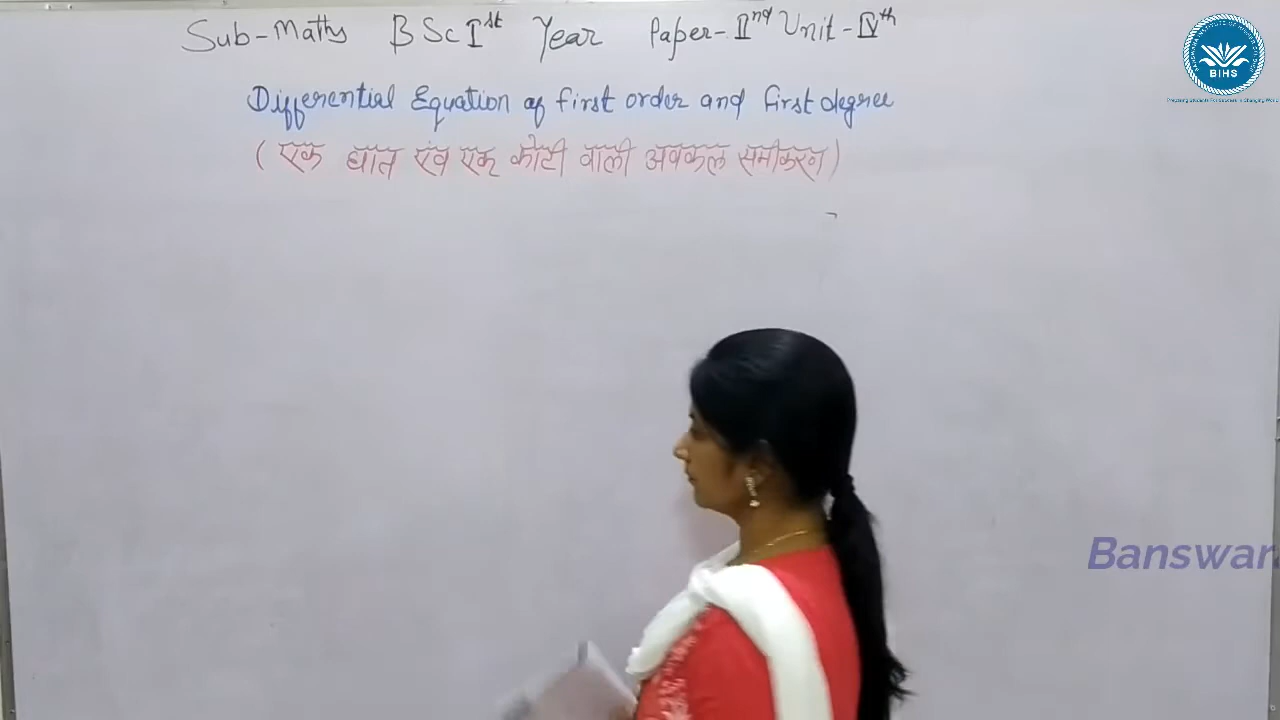 Sub-Maths BSc Ist Year Paper-IInd Unit-IVth
Differential Equation of first order and first degree
(एक घात एंव एक कोटी वाली अवकल समीकरण)
BIHS
Banswar